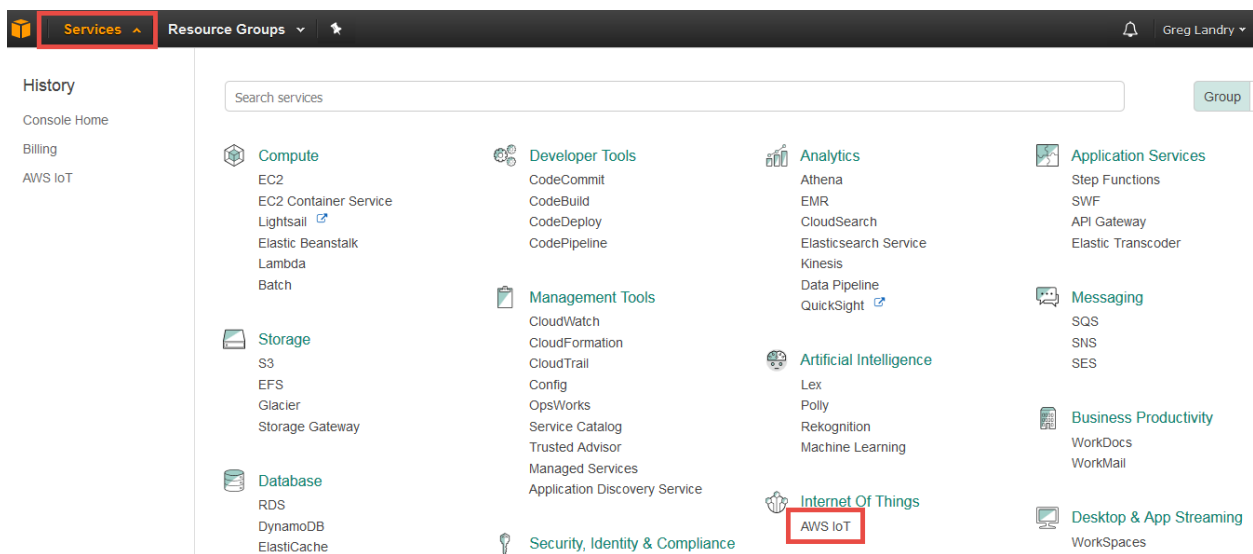 Services
Resource Groups
Greg Landry
History
Console Home
Billing
AWS IoT
Search services
Group
Compute
EC2
EC2 Container Service
Lightsail
Elastic Beanstalk
Lambda
Batch
Storage
S3
EFS
Glacier
Storage Gateway
Database
RDS
DynamoDB
ElastiCache
Developer Tools
CodeCommit
CodeBuild
CodeDeploy
CodePipeline
Management Tools
CloudWatch
CloudFormation
CloudTrail
Config
OpsWorks
Service Catalog
Trusted Advisor
Managed Services
Application Discovery Service
Security, Identity & Compliance
Analytics
Athena
EMR
CloudSearch
Elasticsearch Service
Kinesis
Data Pipeline
QuickSight
Artificial Intelligence
Lex
Polly
Rekognition
Machine Learning
Internet Of Things
AWS IoT
Application Services
Step Functions
SWF
API Gateway
Elastic Transcoder
Messaging
SQS
SNS
SES
Business Productivity
WorkDocs
WorkMail
Desktop & App Streaming
WorkSpaces